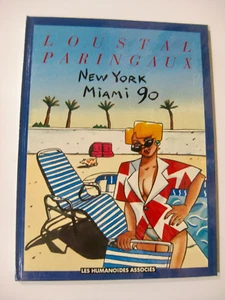 LOUSTAL
PARINGAUX
NEW YORK
MIAMI 90
LES HUMANOÏDES ASSOCIÉS